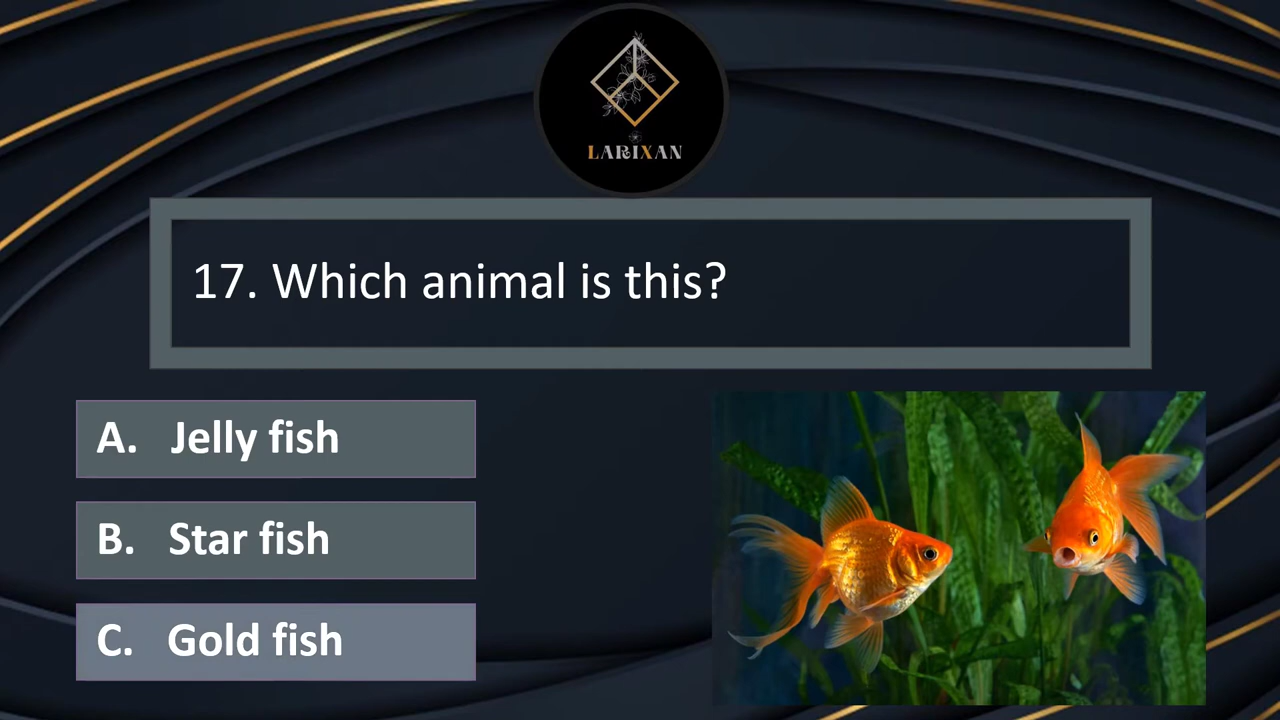 LARIXAN
17. Which animal is this?
A. Jelly fish
B. Star fish
C. Gold fish